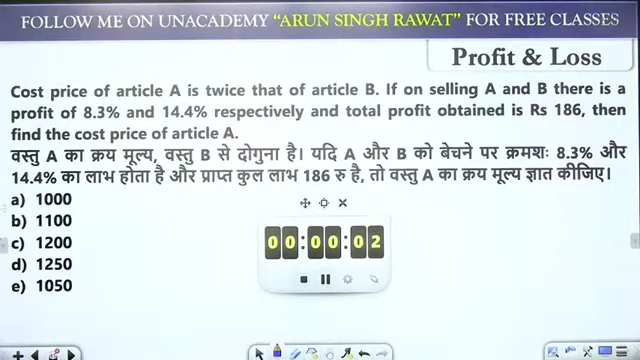 FOLLOW ME ON UNACADEMY “ARUN SINGH RAWAT” FOR FREE CLASSES
Profit & Loss
Cost price of article A is twice that of article B. If on selling A and B there is a
profit of 8.3% and 14.4% respectively and total profit obtained is Rs 186, then
find the cost price of article A.
वस्तु A का क्रय मूल्य, वस्तु B से दोगुना है। यदि A और B को बेचने पर क्रमशः 8.3% और
14.4% का लाभ होता है और प्राप्त कुल लाभ 186 रु है, तो वस्तु A का क्रय मूल्य ज्ञात कीजिए।
a) 1000
b) 1100
c) 1200
d) 1250
e) 1050
00:00:02